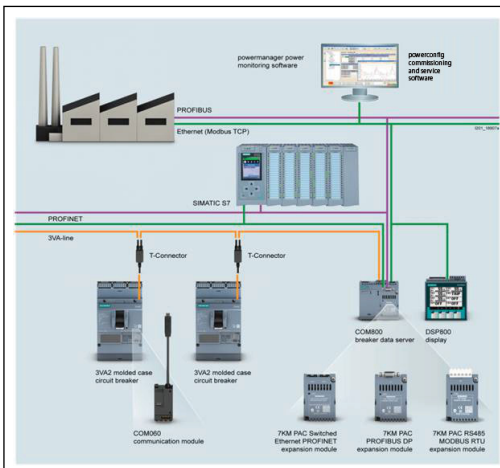 powermanager power
monitoring software
powerconfig
commissioning
and service
software
PROFIBUS
Ethernet (Modbus TCP)
SIMATIC S7
PROFINET
3VA-line
T-Connector
T-Connector
3VA2 molded case
circuit breaker
3VA2 molded case
circuit breaker
COM800
breaker data server
DSP800
display
COM060
communication module
7KM PAC Switched
Ethernet PROFINET
expansion module
7KM PAC
PROFIBUS DP
expansion module
7KM PAC RS485
MODBUS RTU
expansion module